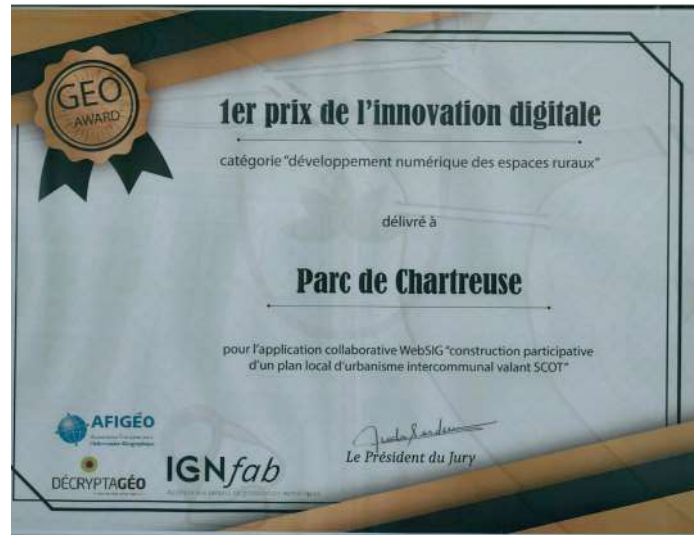 GEO
AWARD
1er prix de l'innovation digitale
catégorie "développement numérique des espaces ruraux"
délivré à
Parc de Chartreuse
pour l'application collaborative WebSIG "construction participative
d'un plan local d'urbanisme intercommunal valant SCOT"
AFIGÉO
DÉCRYPTAGÉO
IGNfab
Le Président du Jury